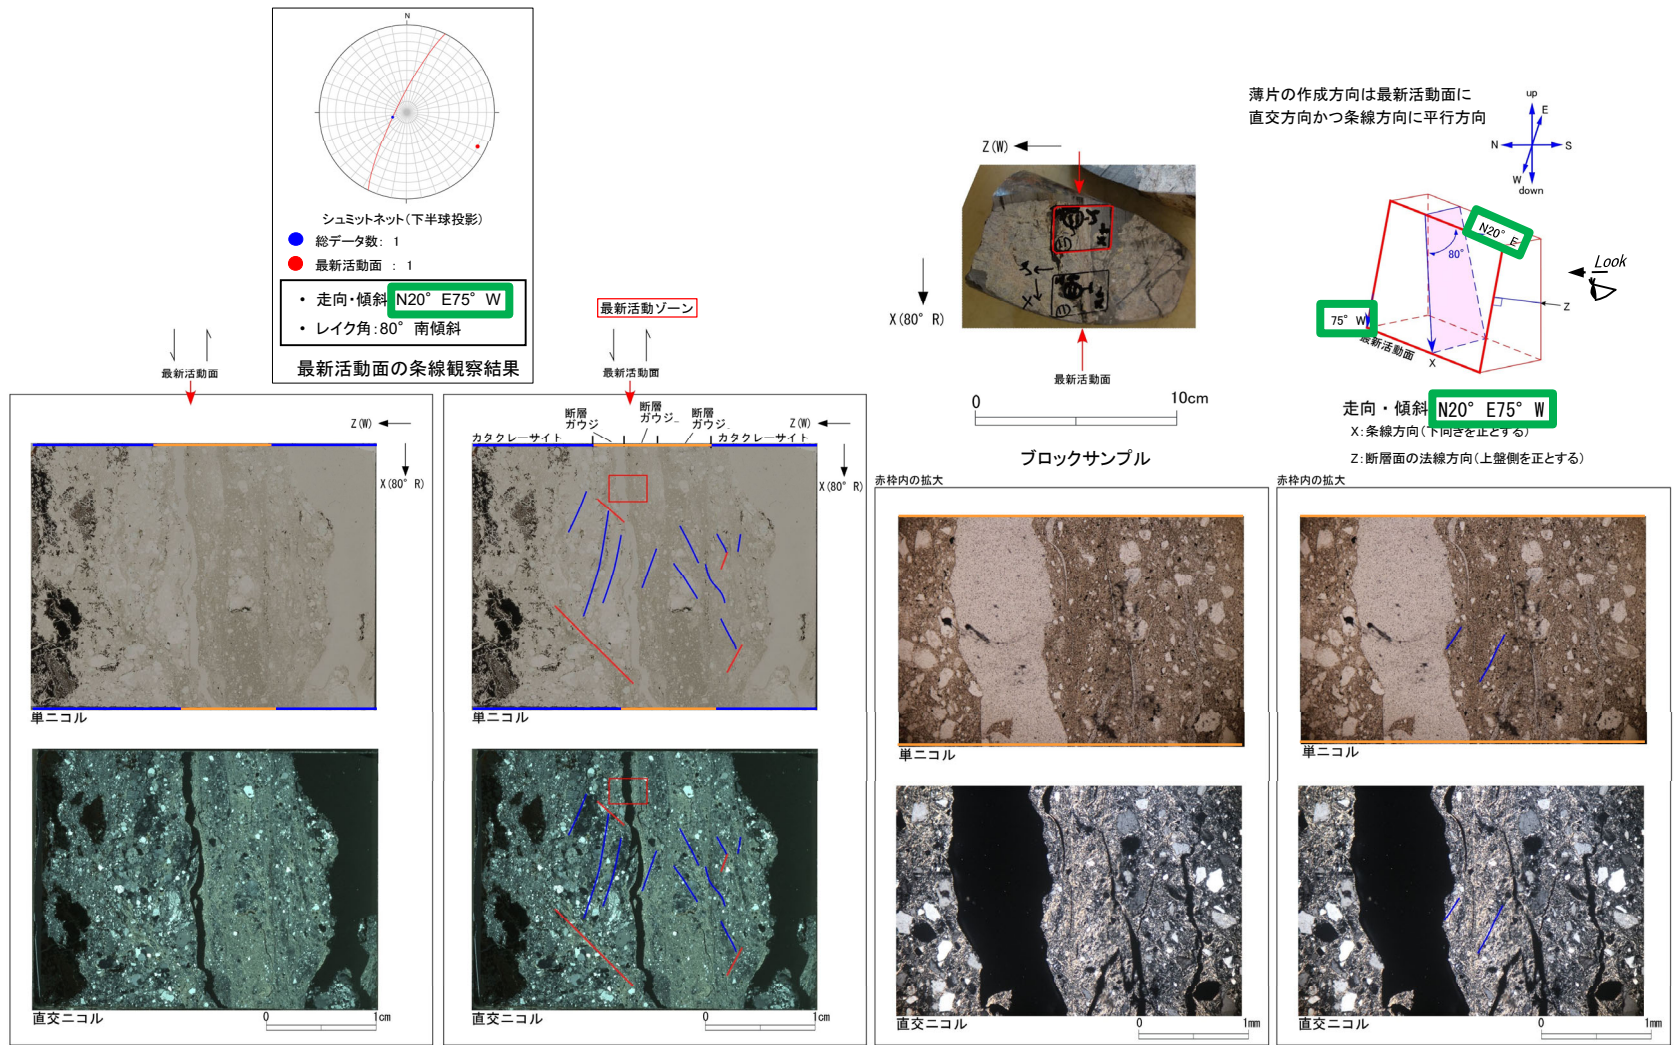 N
シュミットネット(下半球投影)
総データ数: 1
最新活動面 : 1
・ 走向・傾斜 N20° E75° W
・ レイク角:80° 南傾斜
最新活動面の条線観察結果
最新活動面
Z(W)
X(80° R)
単ニコル
直交ニコル
0 1cm
最新活動ゾーン
最新活動面
断層
ガウジ
断層
ガウジ
断層
ガウジ
カタクレーサイト
カタクレーサイト
Z(W)
X(80° R)
単ニコル
直交ニコル
0 1cm
Z(W)
X(80° R)
最新活動面
0 10cm
ブロックサンプル
薄片の作成方向は最新活動面に
直交方向かつ条線方向に平行方向
up
E
N
S
W
down
N20° E
80°
Look
Z
75° W
最新活動面
X
走向・傾斜 N20° E75° W
X:条線方向(下向きを正とする)
Z:断層面の法線方向(上盤側を正とする)
赤枠内の拡大
単ニコル
直交ニコル
0 1mm
赤枠内の拡大
単ニコル
直交ニコル
0 1mm